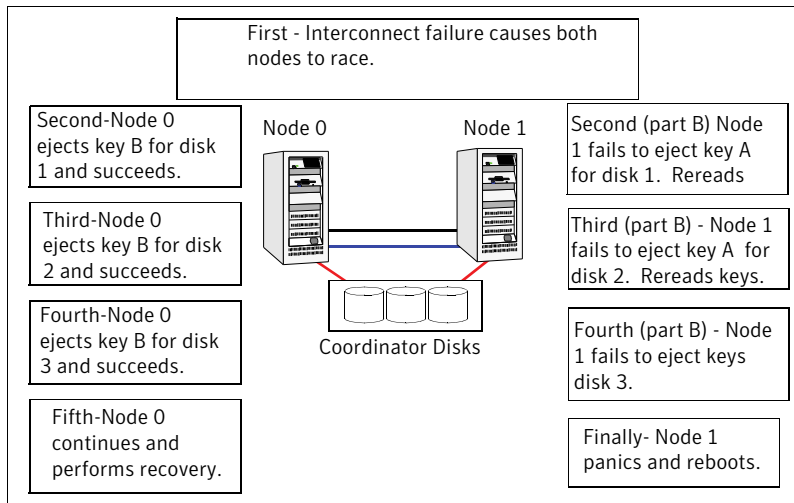 First - Interconnect failure causes both
nodes to race.
Second-Node 0
ejects key B for disk
1 and succeeds.
Third-Node 0
ejects key B for disk
2 and succeeds.
Fourth-Node 0
ejects key B for disk
3 and succeeds.
Fifth-Node 0
continues and
performs recovery.
Node 0
Node 1
Coordinator Disks
Second (part B) Node
1 fails to eject key A
for disk 1.  Rereads
Third (part B) - Node 1
fails to eject key A  for
disk 2.  Rereads keys.
Fourth (part B) - Node
1 fails to eject keys
disk 3.
Finally- Node 1
panics and reboots.